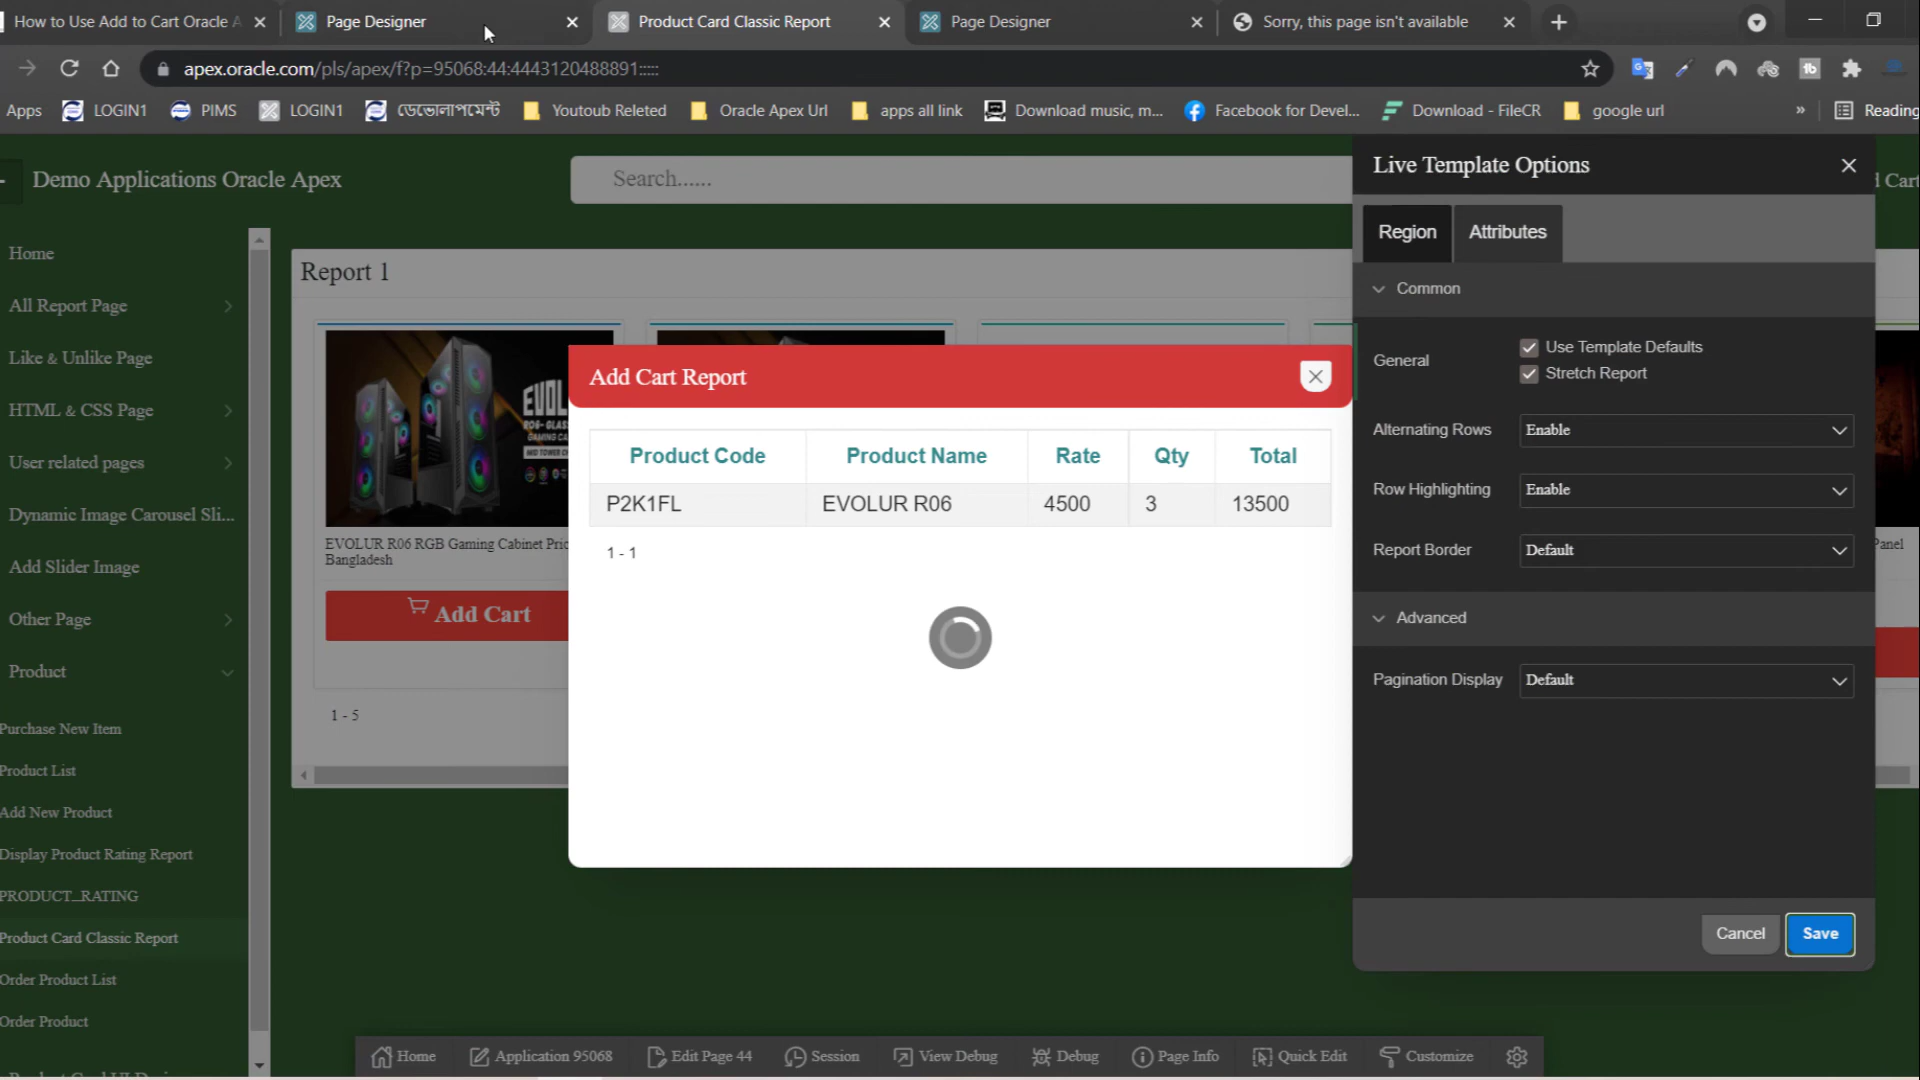 How to Use Add to Cart Oracle A
Page Designer
Product Card Classic Report
Page Designer
Sorry, this page isn't available
apex.oracle.com/pls/apex/f?p=95068:44:4443120488891:::::
Apps
LOGIN1
PIMS
LOGIN1
ডেভোলাপমেন্ট
Youtoub Releted
Oracle Apex Url
apps all link
Download music, m...
Facebook for Devel...
Download - FileCR
google url
»
Reading
Demo Applications Oracle Apex
Search......
d Cart
Home
All Report Page
Like & Unlike Page
HTML & CSS Page
User related pages
Dynamic Image Carousel Sli...
Add Slider Image
Other Page
Product
Purchase New Item
Product List
Add New Product
Display Product Rating Report
PRODUCT_RATING
Product Card Classic Report
Order Product List
Order Product
Report 1
EVOLUR R06 RGB Gaming Cabinet Pric
Bangladesh
Add Cart
1 - 5
Add Cart Report
Product Code Product Name Rate Qty Total
P2K1FL EVOLUR R06 4500 3 13500
1 - 1
Panel
Live Template Options
Region
Attributes
Common
General
Use Template Defaults
Stretch Report
Alternating Rows Enable
Row Highlighting Enable
Report Border Default
Advanced
Pagination Display Default
Cancel
Save
Home
Application 95068
Edit Page 44
Session
View Debug
Debug
Page Info
Quick Edit
Customize